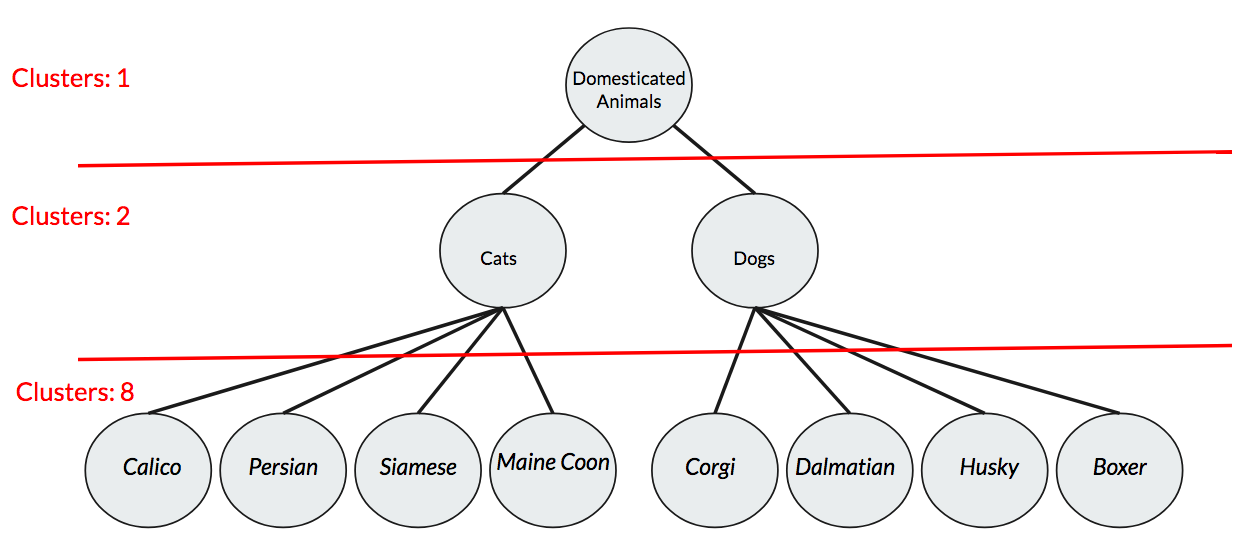 Clusters: 1
Domesticated
Animals
Clusters: 2
Cats
Dogs
Clusters: 8
Calico
Persian
Siamese
Maine Coon
Corgi
Dalmatian
Husky
Boxer